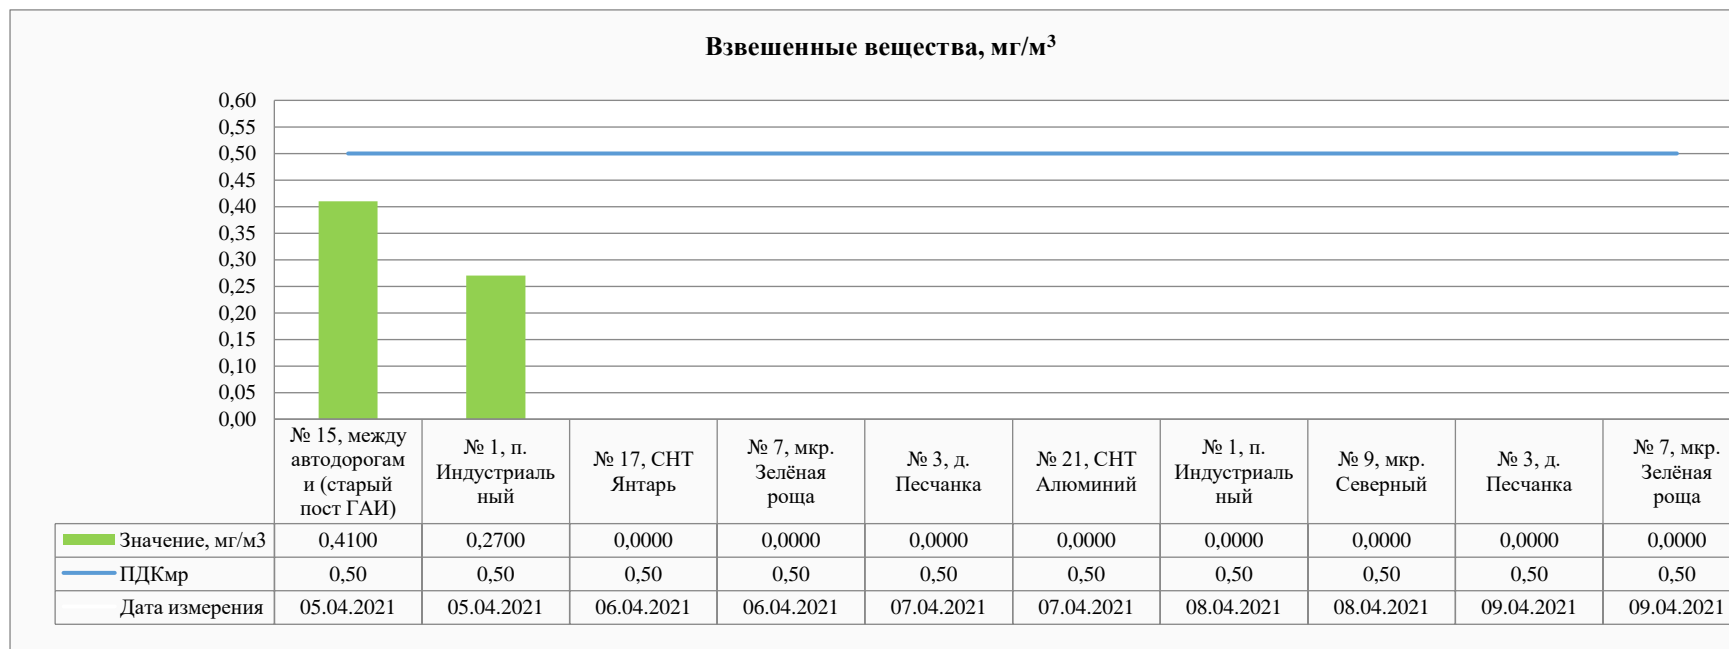 Взвешенные вещества, мг/м³
0,60
0,55
0,50
0,45
0,40
0,35
0,30
0,25
0,20
0,15
0,10
0,05
0,00
№ 15, между
автодорогам
и (старый
пост ГАИ)
№ 1, п.
Индустриаль
ный
№ 17, СНТ
Янтарь
№ 7, мкр.
Зелёная
роща
№ 3, д.
Песчанка
№ 21, СНТ
Алюминий
№ 1, п.
Индустриаль
ный
№ 9, мкр.
Северный
№ 3, д.
Песчанка
№ 7, мкр.
Зелёная
роща
Значение, мг/м3 0,4100 0,2700 0,0000 0,0000 0,0000 0,0000 0,0000 0,0000 0,0000 0,0000
ПДКмр 0,50 0,50 0,50 0,50 0,50 0,50 0,50 0,50 0,50 0,50
Дата измерения 05.04.2021 05.04.2021 06.04.2021 06.04.2021 07.04.2021 07.04.2021 08.04.2021 08.04.2021 09.04.2021 09.04.2021